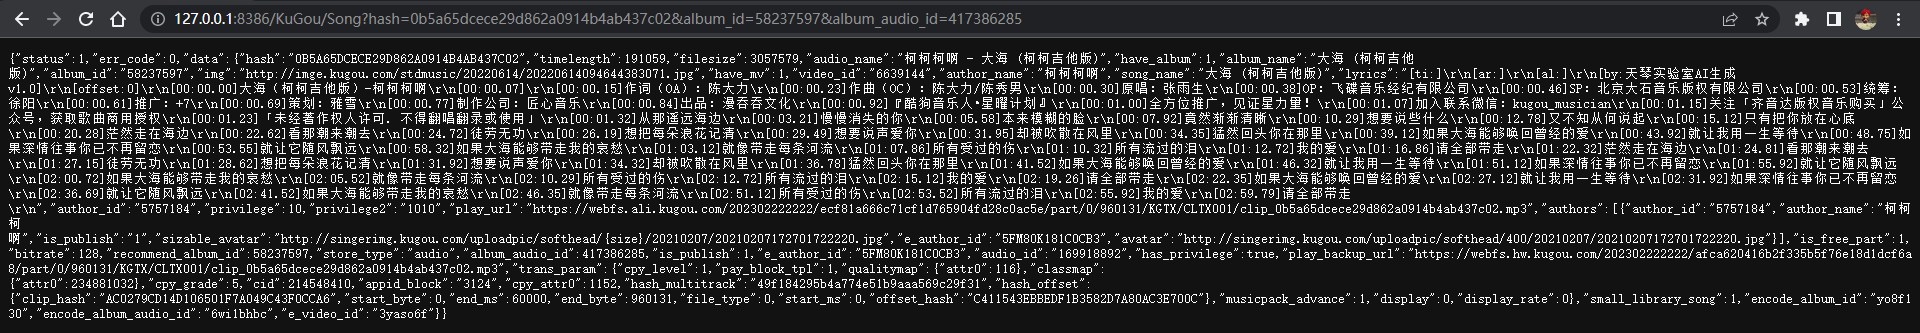 127.0.0.1:8386/KuGou/Song?hash=0b5a65dcece29d862a0914b4ab437c02&album_id=58237597&album_audio_id=417386285
{"status":1,"err_code":0,"data":{"hash":"0B5A65DCECE29D862A0914B4AB437C02","timelength":191059,"filesize":3057579,"audio_name":"柯柯柯啊 - 大海 (柯柯吉他版)","have_album":1,"album_name":"大海 (柯柯吉他
版)","album_id":"58237597","img":"http://imge.kugou.com/stdmusic/20220614/20220614094644383071.jpg","have_mv":1,"video_id":"6639144","author_name":"柯柯柯啊","song_name":"大海 (柯柯吉他版)","lyrics":"[ti:]\r\n[ar:]\r\n[al:]\r\n[by:天琴实验室AI生成
v1.0]\r\n[offset:0]\r\n[00:00.00]大海 (柯柯吉他版)-柯柯柯啊\r\n[00:00.07]\r\n[00:00.15]作词 (OA) : 陈大力\r\n[00:00.23]作曲 (OC) : 陈大力/陈秀男\r\n[00:00.30]原唱：张雨生\r\n[00:00.38]OP：飞碟音乐经纪有限公司\r\n[00:00.46]SP：北京大石音乐版权有限公司\r\n[00:00.53]统筹：
徐阳\r\n[00:00.61]推广：+7\r\n[00:00.69]策划：雅雪\r\n[00:00.77]制作公司：匠心音乐\r\n[00:00.84]出品：漫吞吞文化\r\n[00:00.92]『酷狗音乐人•星曜计划』\r\n[00:01.00]全方位推广，见证星力量！\r\n[00:01.07]加入联系微信：kugou_musician\r\n[00:01.15]关注「齐音达版权音乐购买」公
众号，获取歌曲商用授权\r\n[00:01.23]「未经著作权人许可．不得翻唱翻录或使用」\r\n[00:01.32]从那遥远海边\r\n[00:03.21]慢慢消失的你\r\n[00:05.58]本来模糊的脸\r\n[00:07.92]竟然渐渐清晰\r\n[00:10.29]想要说些什么\r\n[00:12.78]又不知从何说起\r\n[00:15.12]只有把你放在心底
\r\n[00:20.28]茫然走在海边\r\n[00:22.62]看那潮来潮去\r\n[00:24.72]徒劳无功\r\n[00:26.19]想把每朵浪花记清\r\n[00:29.49]想要说声爱你\r\n[00:31.95]却被吹散在风里\r\n[00:34.35]猛然回头你在那里\r\n[00:39.12]如果大海能够唤回曾经的爱\r\n[00:43.92]就让我用一生等待\r\n[00:48.75]如
果深情往事你已不再留恋\r\n[00:53.55]就让它随风飘远\r\n[00:58.32]如果大海能够带走我的哀愁\r\n[01:03.12]就像带走每条河流\r\n[01:07.86]所有受过的伤\r\n[01:10.32]所有流过的泪\r\n[01:12.72]我的爱\r\n[01:16.86]请全部带走\r\n[01:22.32]茫然走在海边\r\n[01:24.81]看那潮来潮去
\r\n[01:27.15]徒劳无功\r\n[01:28.62]想把每朵浪花记清\r\n[01:31.92]想要说声爱你\r\n[01:34.32]却被吹散在风里\r\n[01:36.78]猛然回头你在那里\r\n[01:41.52]如果大海能够唤回曾经的爱\r\n[01:46.32]就让我用一生等待\r\n[01:51.12]如果深情往事你已不再留恋\r\n[01:55.92]就让它随风飘远
\r\n[02:00.72]如果大海能够带走我的哀愁\r\n[02:05.52]就像带走每条河流\r\n[02:10.29]所有受过的伤\r\n[02:12.72]所有流过的泪\r\n[02:15.12]我的爱\r\n[02:19.26]请全部带走\r\n[02:22.35]如果大海能够唤回曾经的爱\r\n[02:27.12]就让我用一生等待\r\n[02:31.92]如果深情往事你已不再留恋
\r\n[02:36.69]就让它随风飘远\r\n[02:41.52]如果大海能够带走我的哀愁\r\n[02:46.35]就像带走每条河流\r\n[02:51.12]所有受过的伤\r\n[02:53.52]所有流过的泪\r\n[02:55.92]我的爱\r\n[02:59.79]请全部带走
\r\n","author_id":"5757184","privilege":10,"privilege2":"1010","play_url":"https://webfs.ali.kugou.com/202302222222/ecf81a666c71cf1d765904fd28c0ac5e/part/0/960131/KGTX/CLTX001/clip_0b5a65dcece29d862a0914b4ab437c02.mp3","authors":[{"author_id":"5757184","author_name":"柯柯
柯
啊","is_publish":"1","sizable_avatar":"http://singerimg.kugou.com/uploadpic/softhead/{size}/20210207/20210207172701722220.jpg","e_author_id":"5FM80K181C0CB3","avatar":"http://singerimg.kugou.com/uploadpic/softhead/400/20210207/20210207172701722220.jpg"}],"is_free_part":1,
"bitrate":128,"recommend_album_id":58237597,"store_type":"audio","album_audio_id":417386285,"is_publish":1,"e_author_id":"5FM80K181C0CB3","audio_id":"169918892","has_privilege":true,"play_backup_url":"https://webfs.hw.kugou.com/202302222222/afca620416b2f335b5f76e18d1dcf6a
8/part/0/960131/KGTX/CLTX001/clip_0b5a65dcece29d862a0914b4ab437c02.mp3","trans_param":{"cpy_level":1,"pay_block_tpl":1,"qualitymap":{"attr0":116},"classmap":
{"attr0":234881032},"cpy_grade":5,"cid":214548410,"appid_block":"3124","cpy_attr0":1152,"hash_multitrack":"49f184295b4a774e51b9aaa569c29f31","hash_offset":
{"clip_hash":"AC0279CD14D106501F7A049C43F0CCA6","start_byte":0,"end_ms":60000,"end_byte":960131,"file_type":0,"start_ms":0,"offset_hash":"C411543EBBEDF1B3582D7A80AC3E700C"},"musicpack_advance":1,"display":0,"display_rate":0},"small_library_song":1,"encode_album_id":"yo8f1
30","encode_album_audio_id":"6wi1bhbc","e_video_id":"3yaso6f"}}